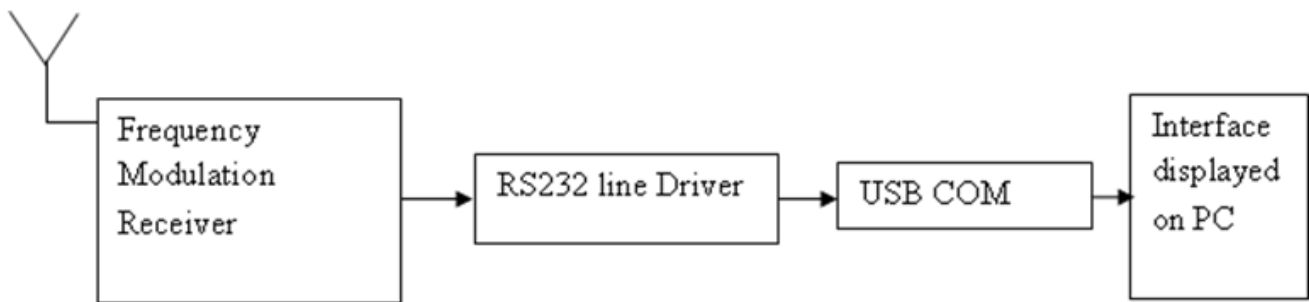 Frequency
Modulation
Receiver
RS232 line Driver
USB COM
Interface
displayed
on PC